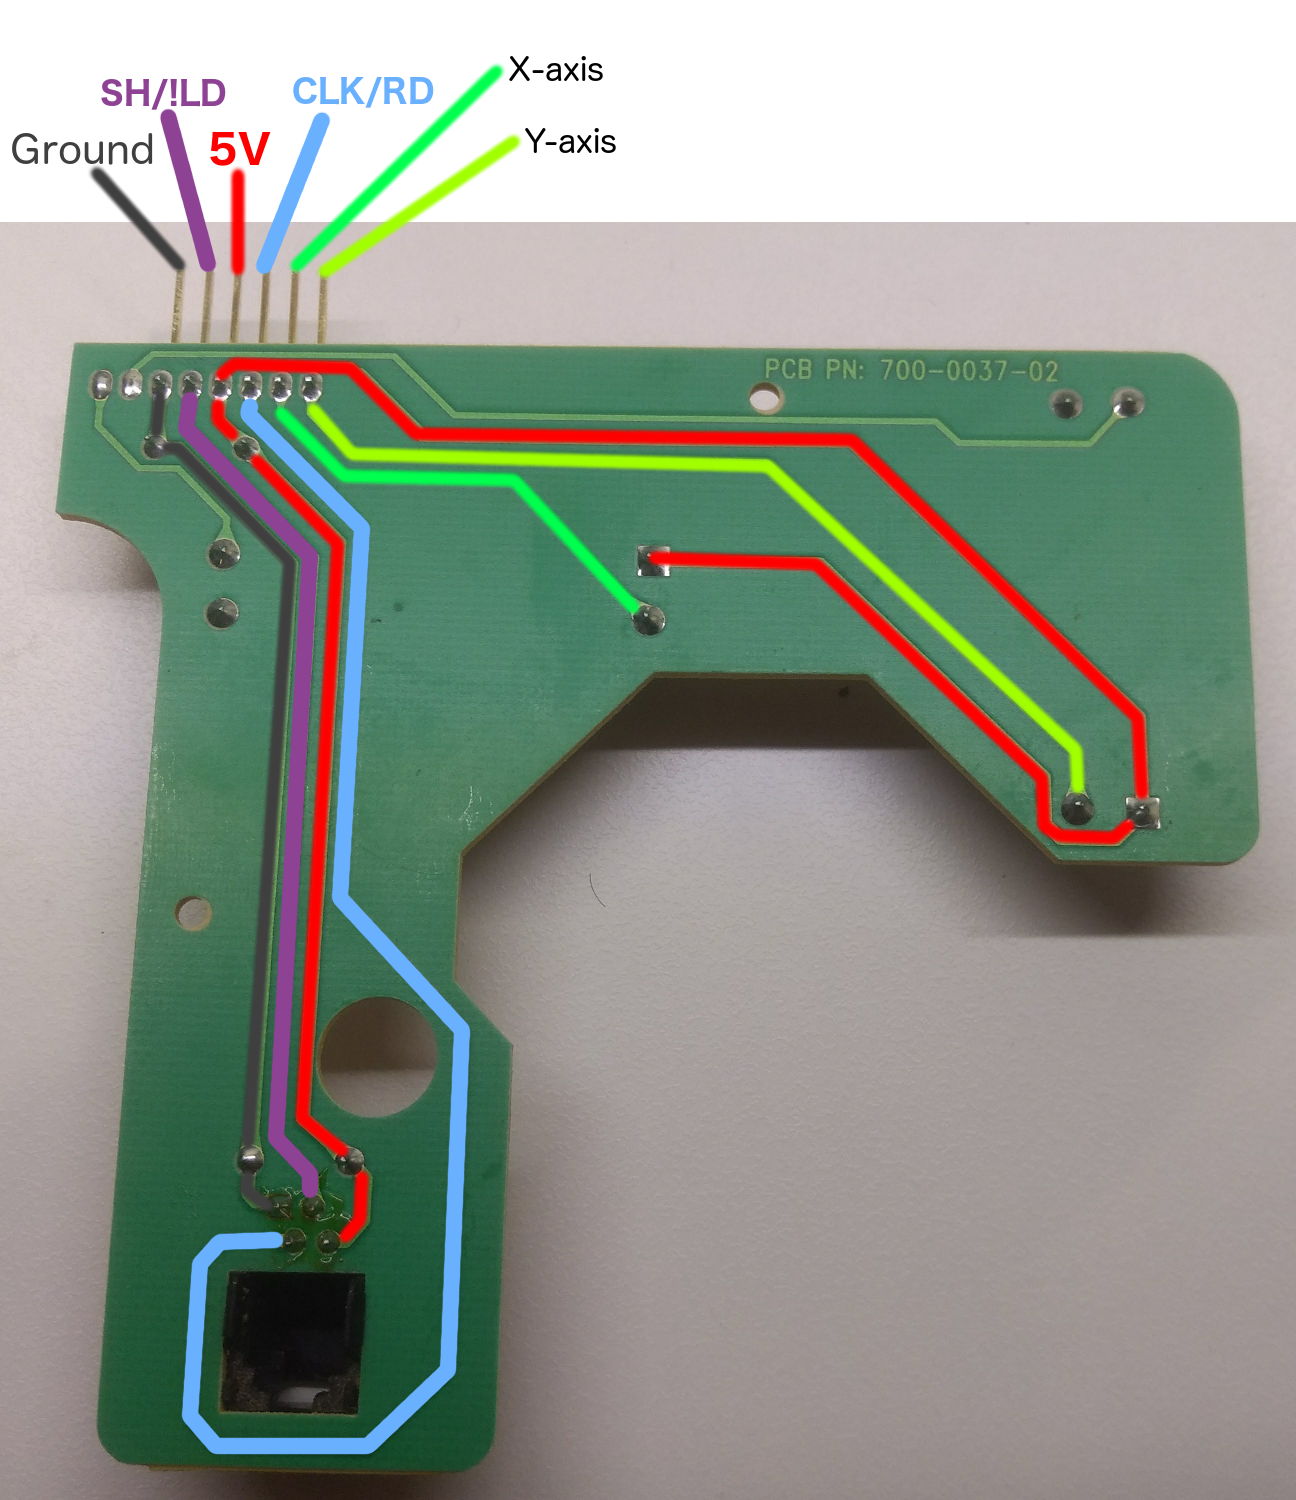 X-axis
SH/!LD
CLK/RD
Ground
5V
Y-axis
PCB PN: 700-0037-02